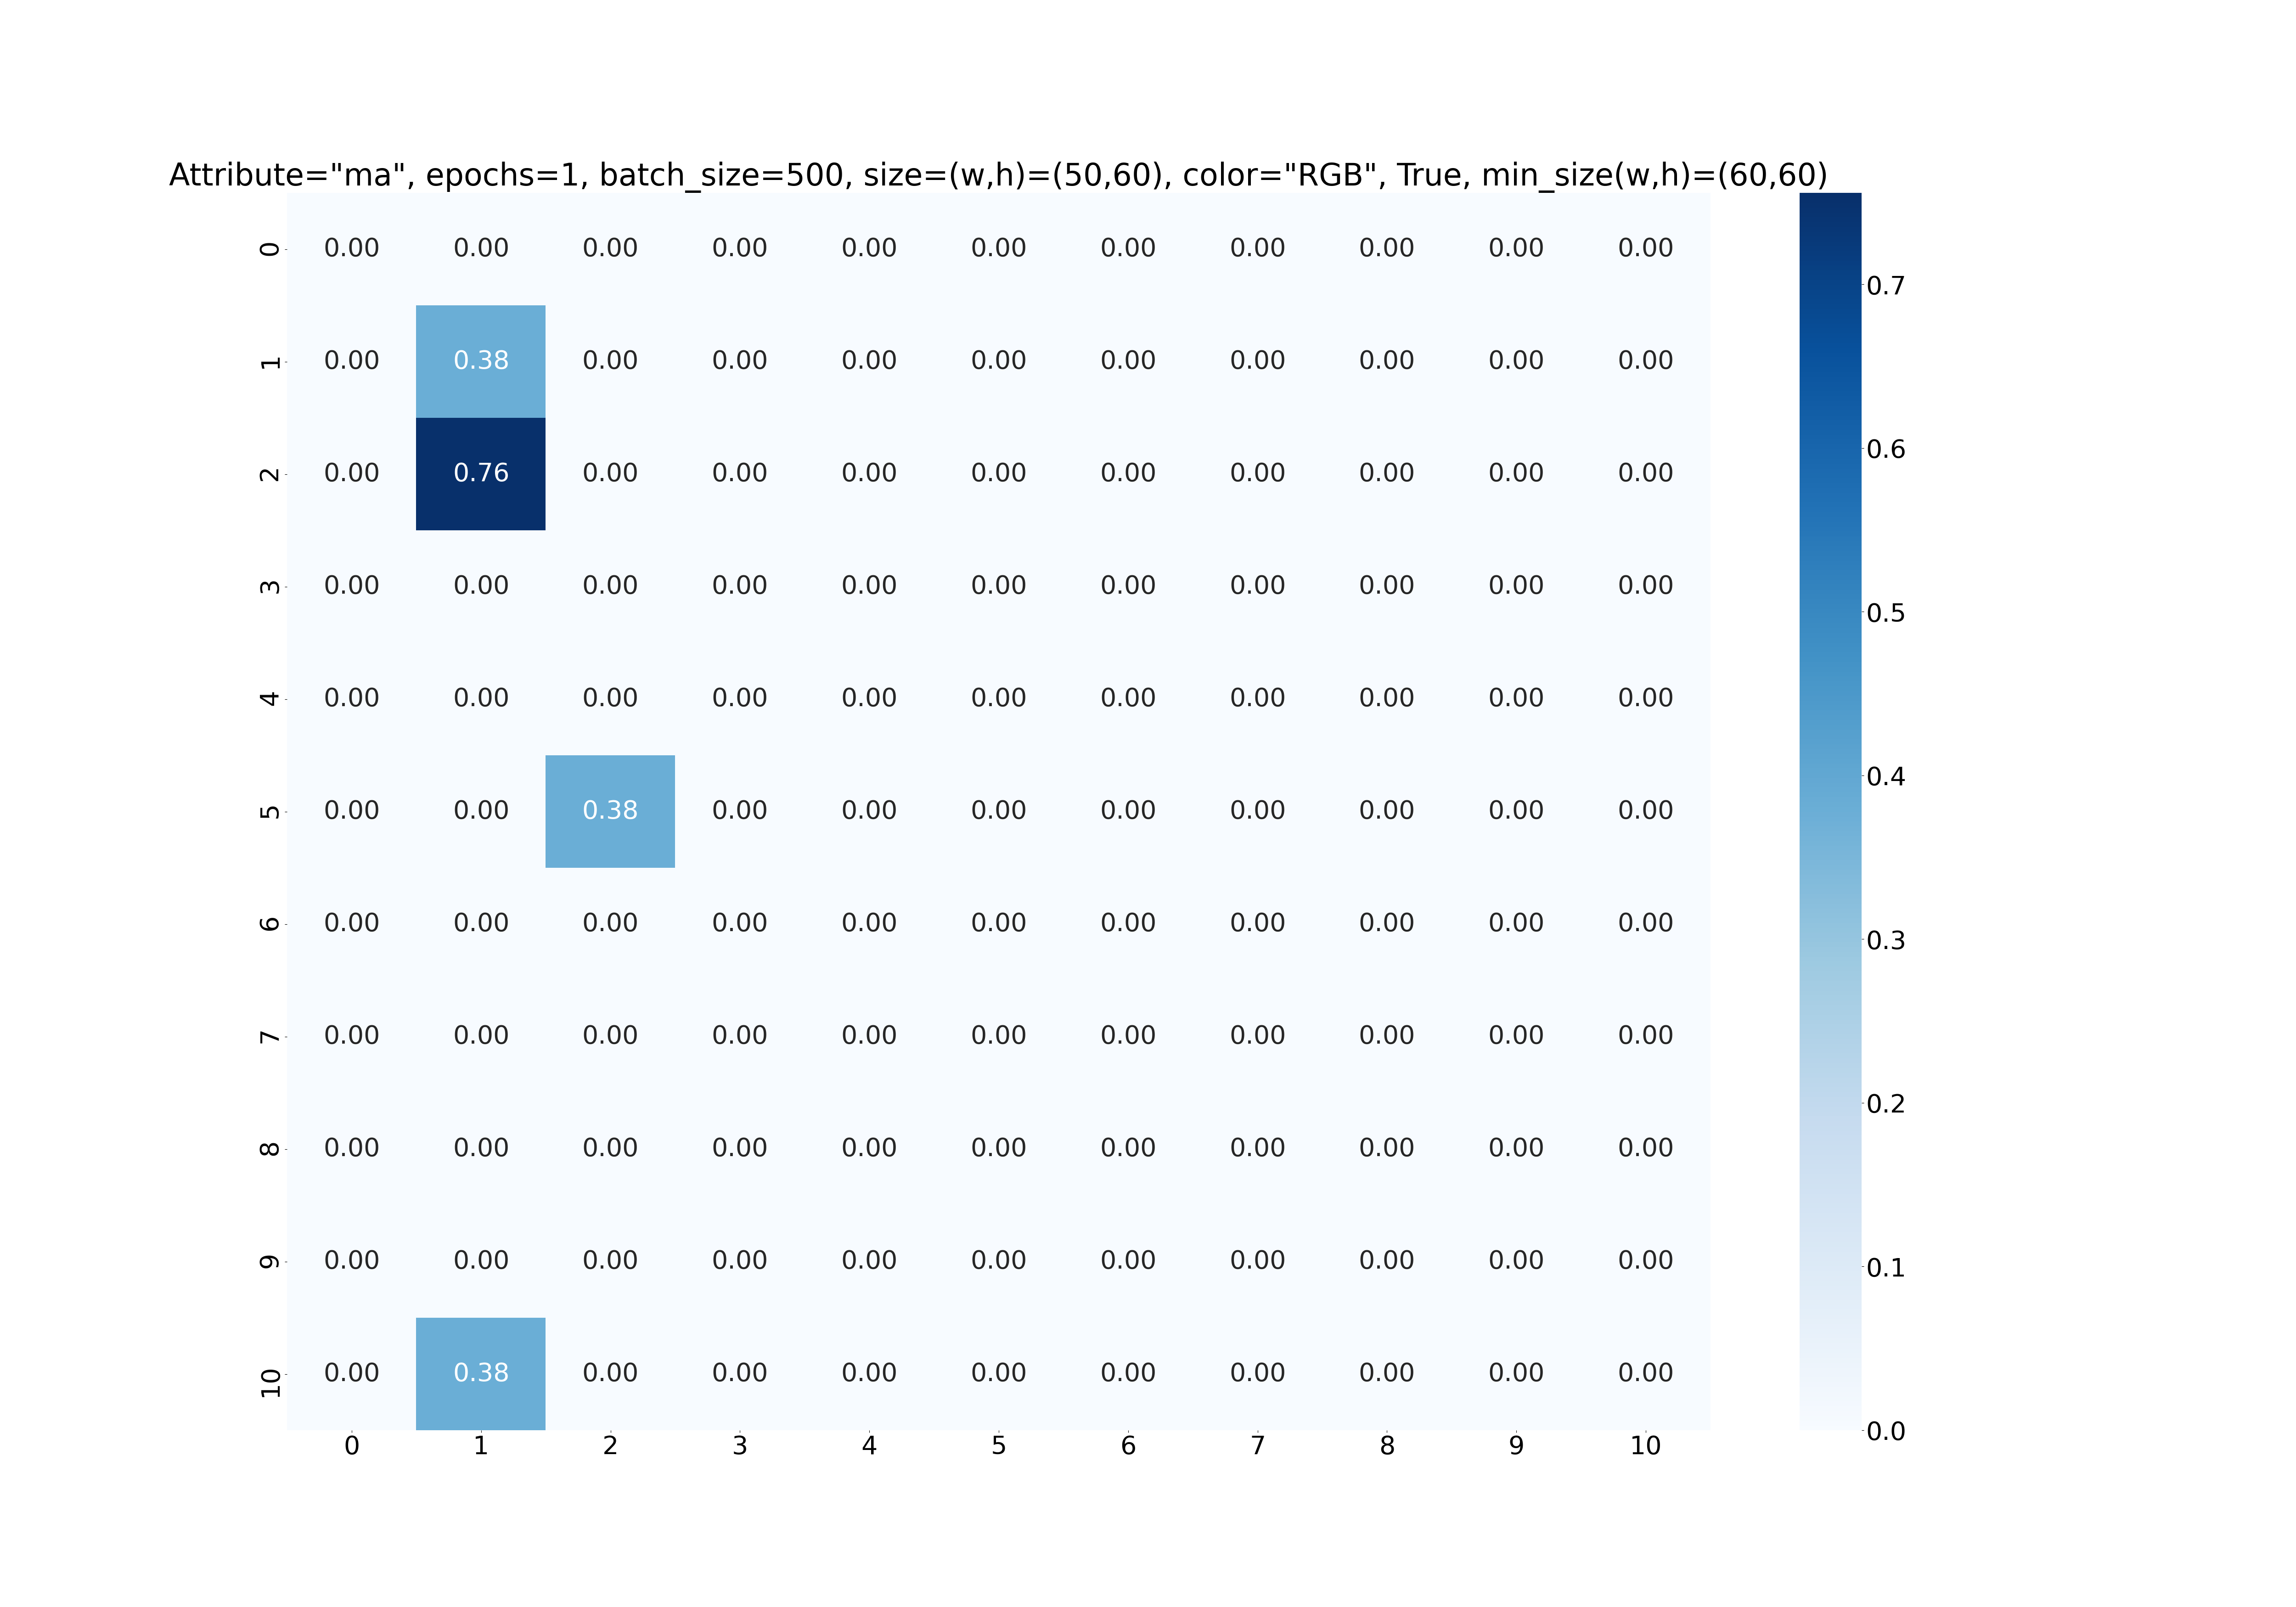 Attribute="ma", epochs=1, batch_size=500, size=(w,h)=(50,60), color="RGB", True, min_size(w,h)=(60,60)
0 0.00 0.00 0.00 0.00 0.00 0.00 0.00 0.00 0.00 0.00 0.00
1 0.00 0.38 0.00 0.00 0.00 0.00 0.00 0.00 0.00 0.00 0.00
2 0.00 0.76 0.00 0.00 0.00 0.00 0.00 0.00 0.00 0.00 0.00
3 0.00 0.00 0.00 0.00 0.00 0.00 0.00 0.00 0.00 0.00 0.00
4 0.00 0.00 0.00 0.00 0.00 0.00 0.00 0.00 0.00 0.00 0.00
5 0.00 0.00 0.38 0.00 0.00 0.00 0.00 0.00 0.00 0.00 0.00
6 0.00 0.00 0.00 0.00 0.00 0.00 0.00 0.00 0.00 0.00 0.00
7 0.00 0.00 0.00 0.00 0.00 0.00 0.00 0.00 0.00 0.00 0.00
8 0.00 0.00 0.00 0.00 0.00 0.00 0.00 0.00 0.00 0.00 0.00
9 0.00 0.00 0.00 0.00 0.00 0.00 0.00 0.00 0.00 0.00 0.00
10 0.00 0.38 0.00 0.00 0.00 0.00 0.00 0.00 0.00 0.00 0.00
0 1 2 3 4 5 6 7 8 9 10
0.7
0.6
0.5
0.4
0.3
0.2
0.1
0.0